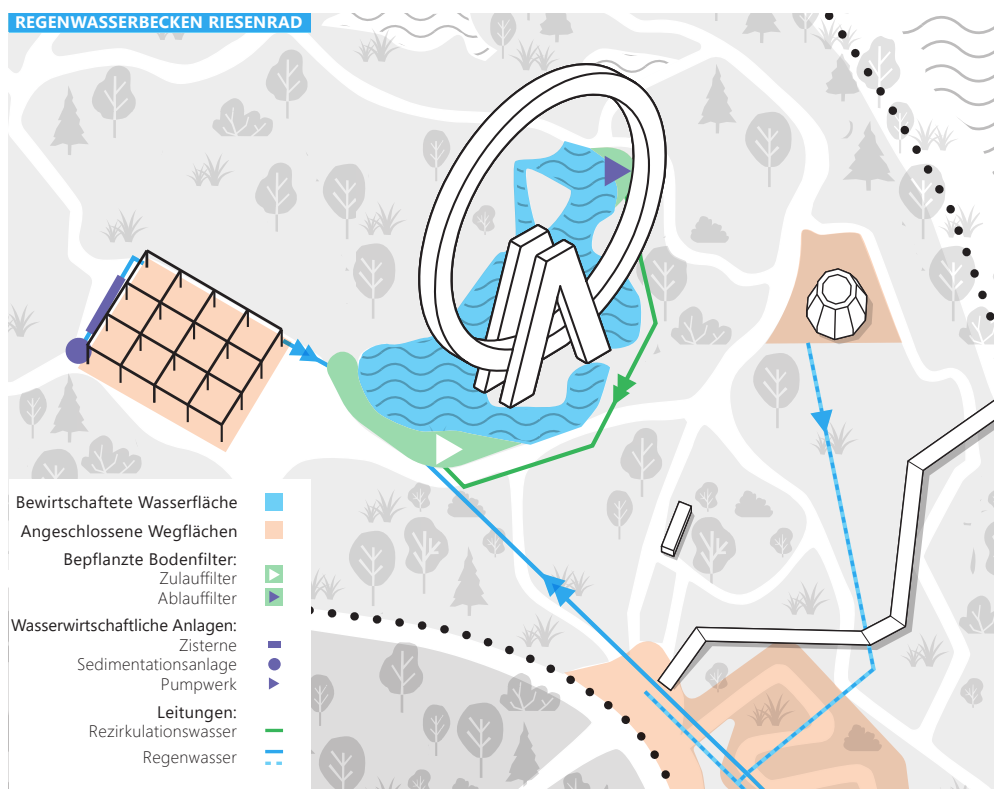 REGENWASSERBECKEN RIESENRAD
Bewirtschaftete Wasserfläche
Angeschlossene Wegflächen
Bepflanzte Bodenfilter:
Zulauffilter
Ablauffilter
Wasserwirtschaftliche Anlagen:
Zisterne
Sedimentationsanlage
Pumpwerk
Leitungen:
Rezirkulationswasser
Regenwasser